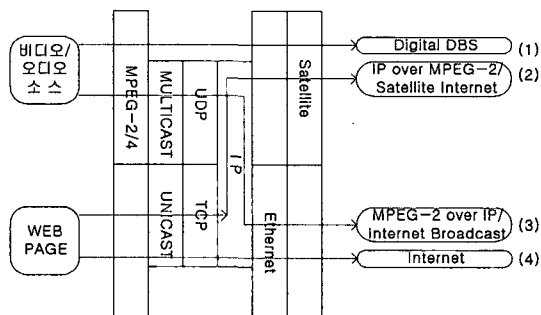 비디오/
오디오
소 스
WEB
PAGE
MPEG-2/4
MULTICAST
UNICAST
UDP
TCP
I P
Ethernet
Satellite
Digital DBS (1)
IP over MPEG-2/ (2)
Satellite Internet
MPEG-2 over IP/ (3)
Internet Broadcast
Internet (4)